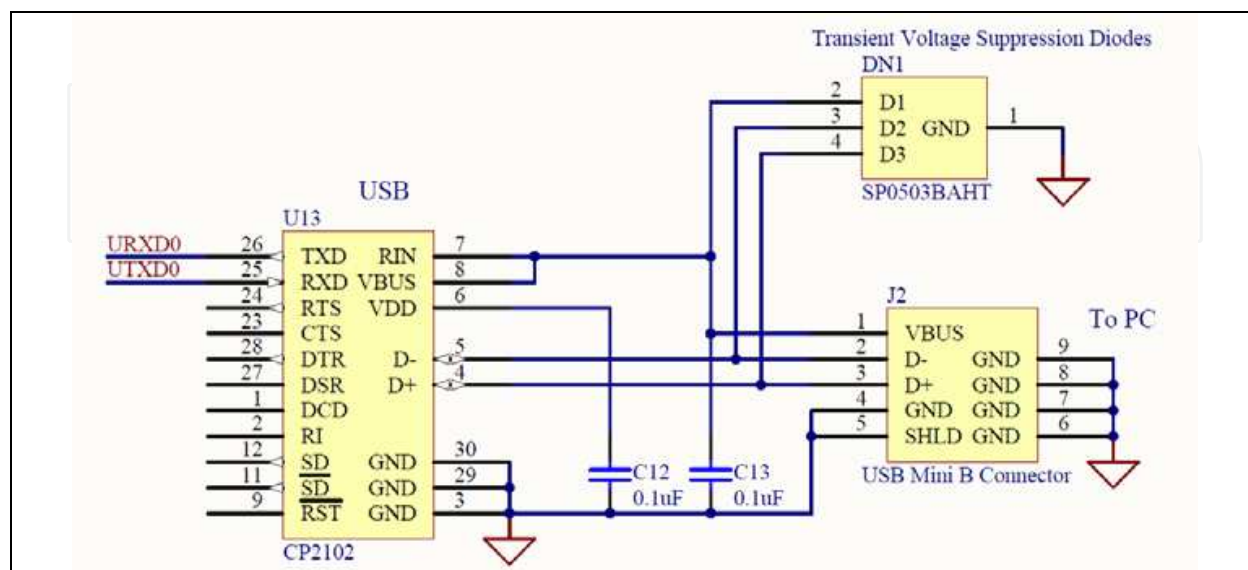 Transient Voltage Suppression Diodes
DN1
2 D1
3 D2 GND 1
4 D3
SP0503BAHT
USB
U13
URXD0 26 TXD RIN 7
UTXD0 25 RXD VBUS 8
24 RTS VDD 6
23 CTS
28 DTR D- 5
27 DSR D+ 4
1 DCD
2 RI
12 SD GND 30
11 SD GND 29
9 RST GND 3
CP2102
C12
0.1uF
C13
0.1uF
J2
To PC
1 VBUS
2 D- GND 9
3 D+ GND 8
4 GND GND 7
5 SHLD GND 6
USB Mini B Connector